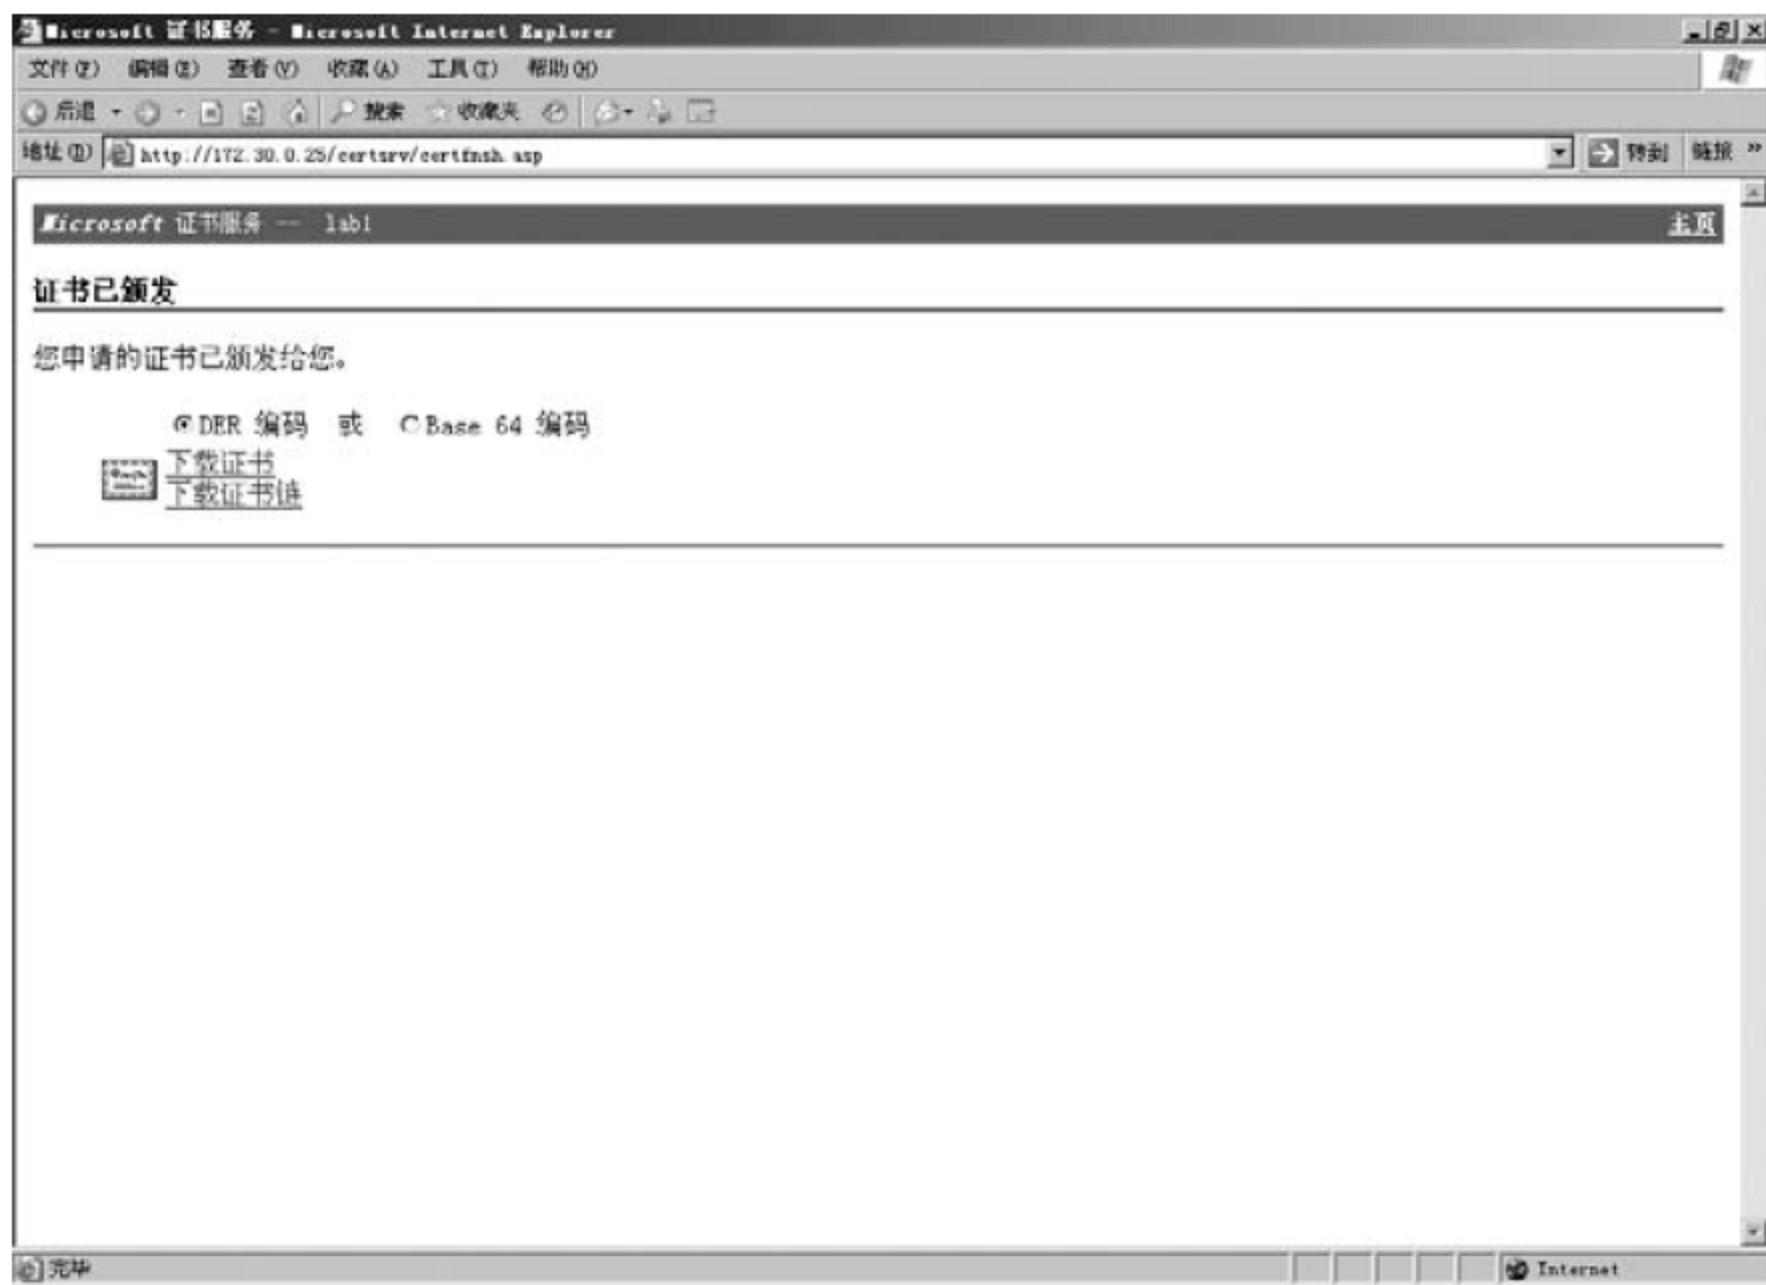 Microsoft 证书服务 - Microsoft Internet Explorer
文件(F) 编辑(E) 查看(V) 收藏(A) 工具(T) 帮助(H)
后退 搜索 收藏夹
地址(D) http://172.30.0.25/certsrv/certfnsh.asp 转到 链接 »
Microsoft 证书服务 -- lab1 主页
证书已颁发
您申请的证书已颁发给您。
DER 编码 或 Base 64 编码
下载证书
下载证书链
完毕 Internet